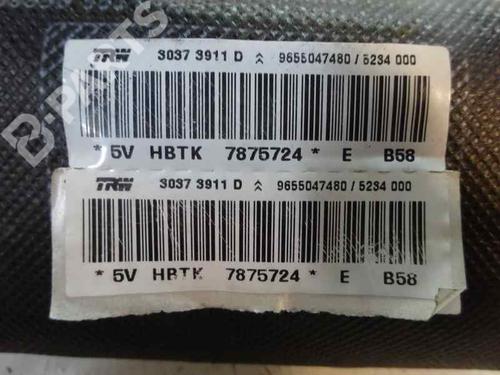 B-PARTS
TRW 3037 3911 D 9655047480 / 5234 000
* 5V HBTK 7875724 * E B58
TRW 3037 3911 D 9655047480 / 5234 000
* 5V HBTK 7875724 * E B58